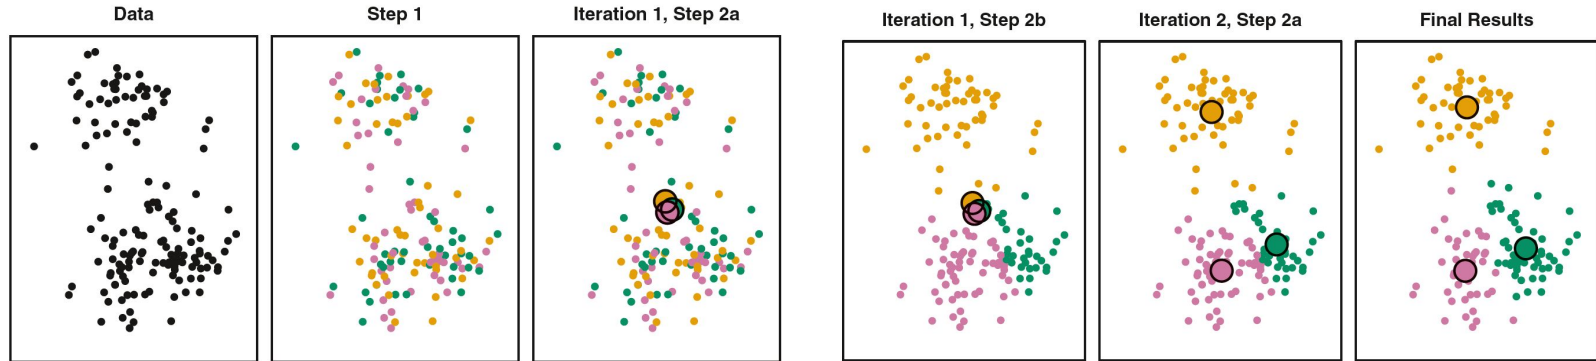 Data
Step 1
Iteration 1, Step 2a
Iteration 1, Step 2b
Iteration 2, Step 2a
Final Results